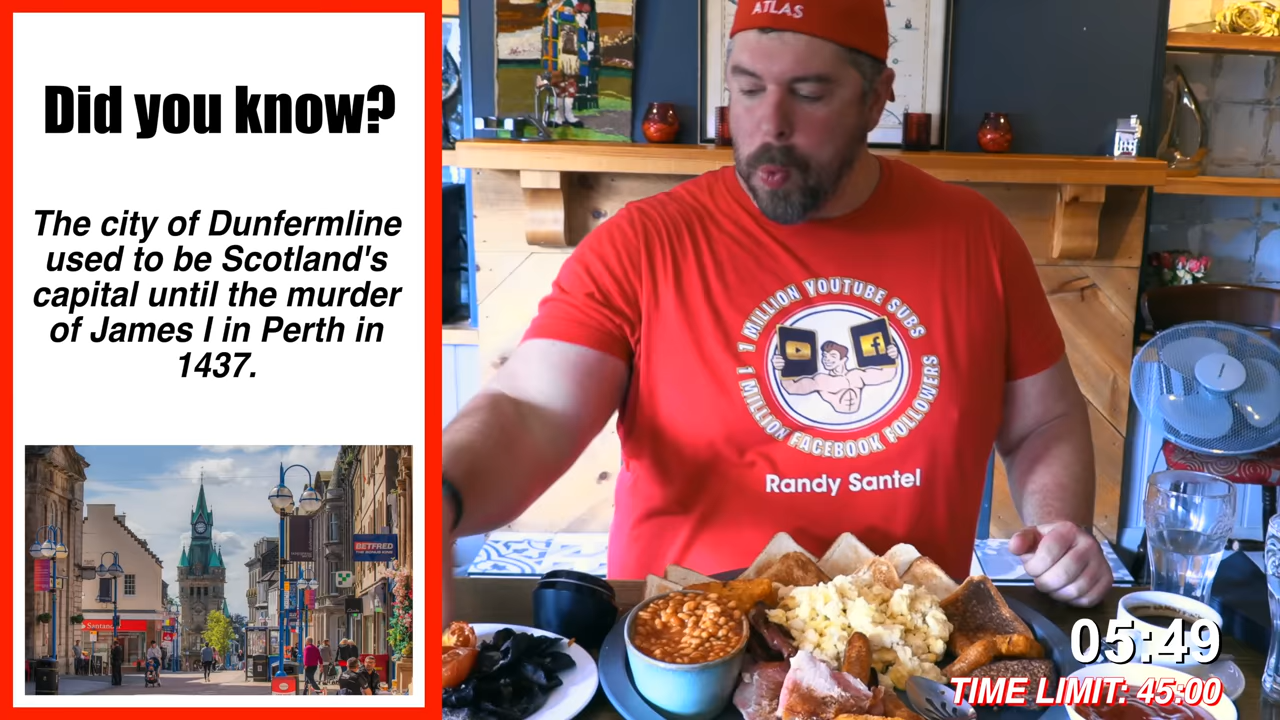 Did you know?
The city of Dunfermline
used to be Scotland's
capital until the murder
of James I in Perth in
1437.
BETFRED
Santander
ATLAS
1 MILLION YOUTUBE SUBS
1 MILLION FACEBOOK FOLLOWERS
Randy Santel
05:49
TIME LIMIT: 45:00